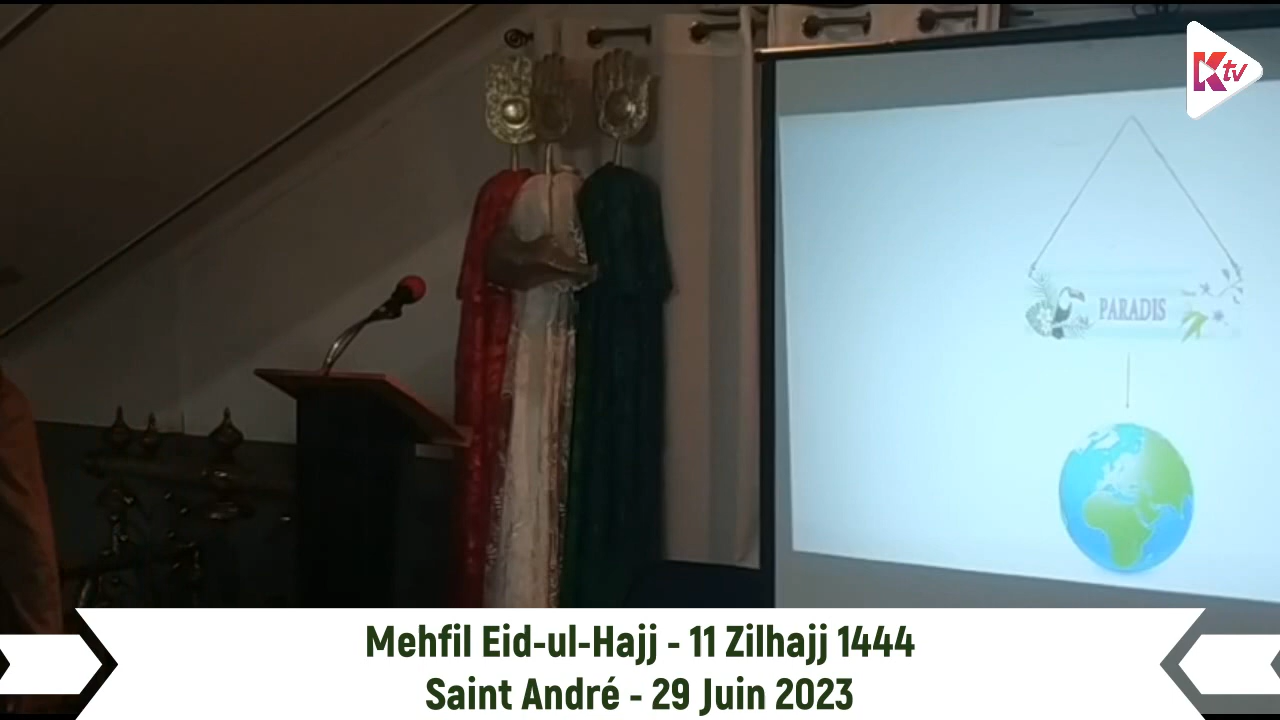 Ktv
PARADIS
Mehfil Eid-ul-Hajj - 11 Zilhajj 1444
Saint André - 29 Juin 2023